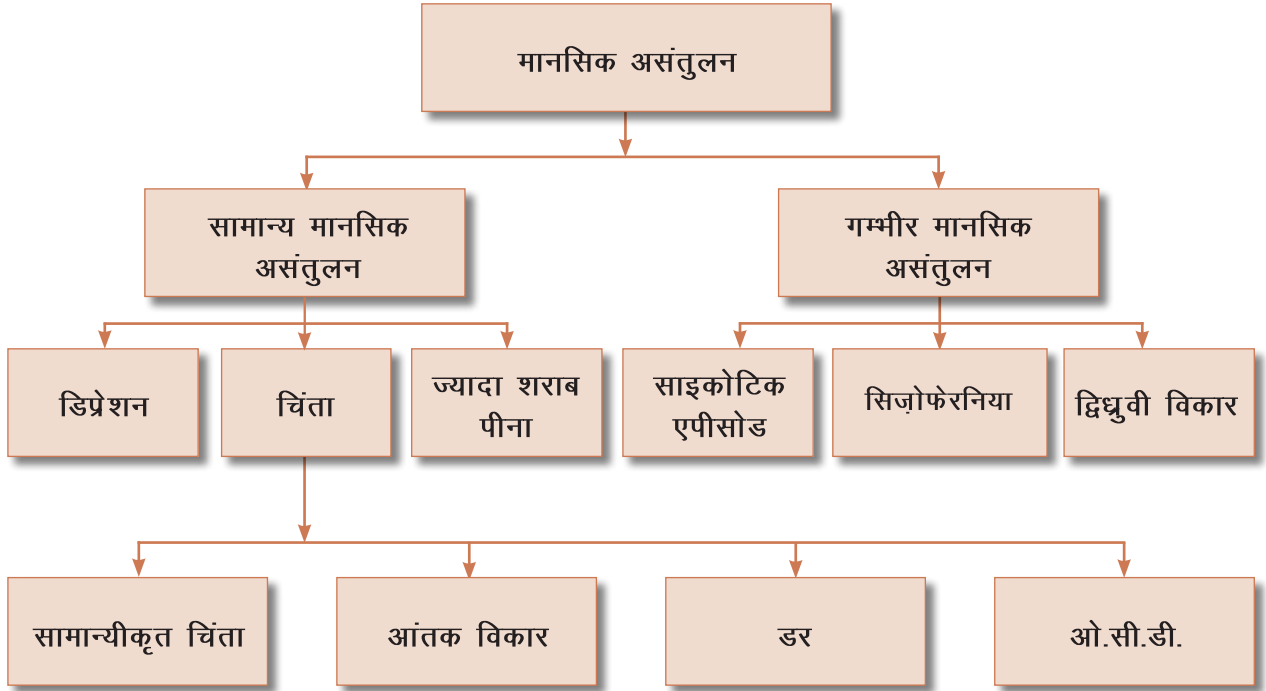 मानसिक असंतुलन
सामान्य मानसिक
असंतुलन
गम्भीर मानसिक
असंतुलन
डिप्रेशन
चिंता
ज्यादा शराब
पीना
साइकोटिक
एपीसोड
सिज़ोफेरनिया
द्विध्रुवी विकार
सामान्यीकृत चिंता
आंतक विकार
डर
ओ.सी.डी.